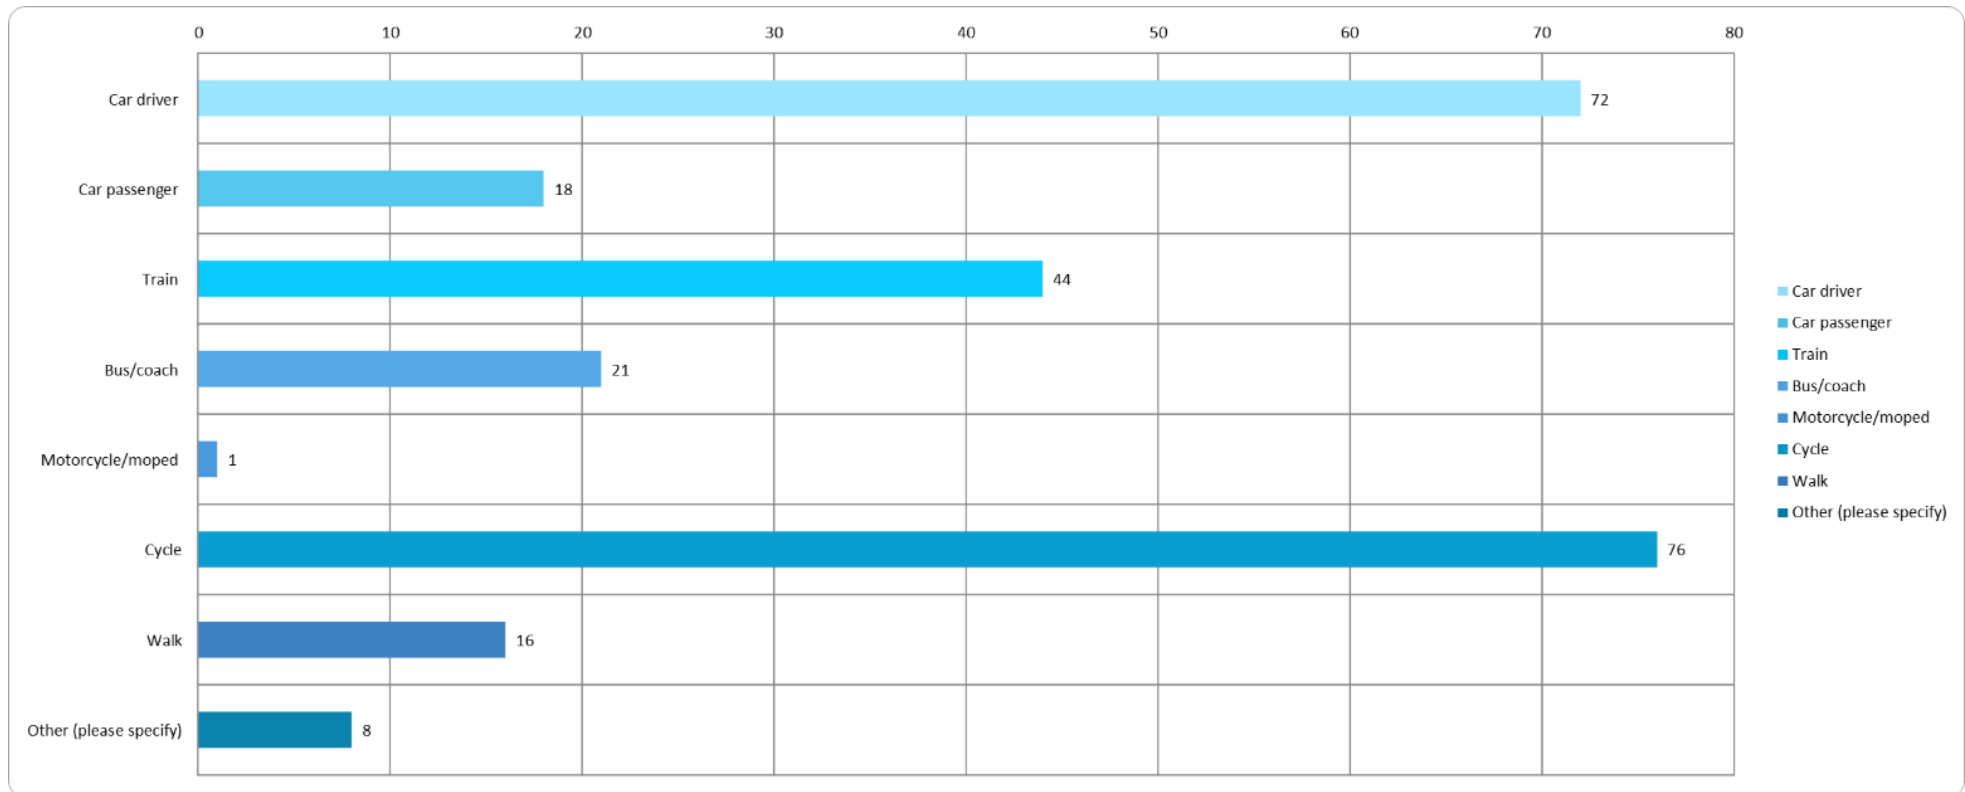 0 10 20 30 40 50 60 70 80
Car driver 72
Car passenger 18
Train 44
Bus/coach 21
Motorcycle/moped 1
Cycle 76
Walk 16
Other (please specify) 8
Car driver
Car passenger
Train
Bus/coach
Motorcycle/moped
Cycle
Walk
Other (please specify)